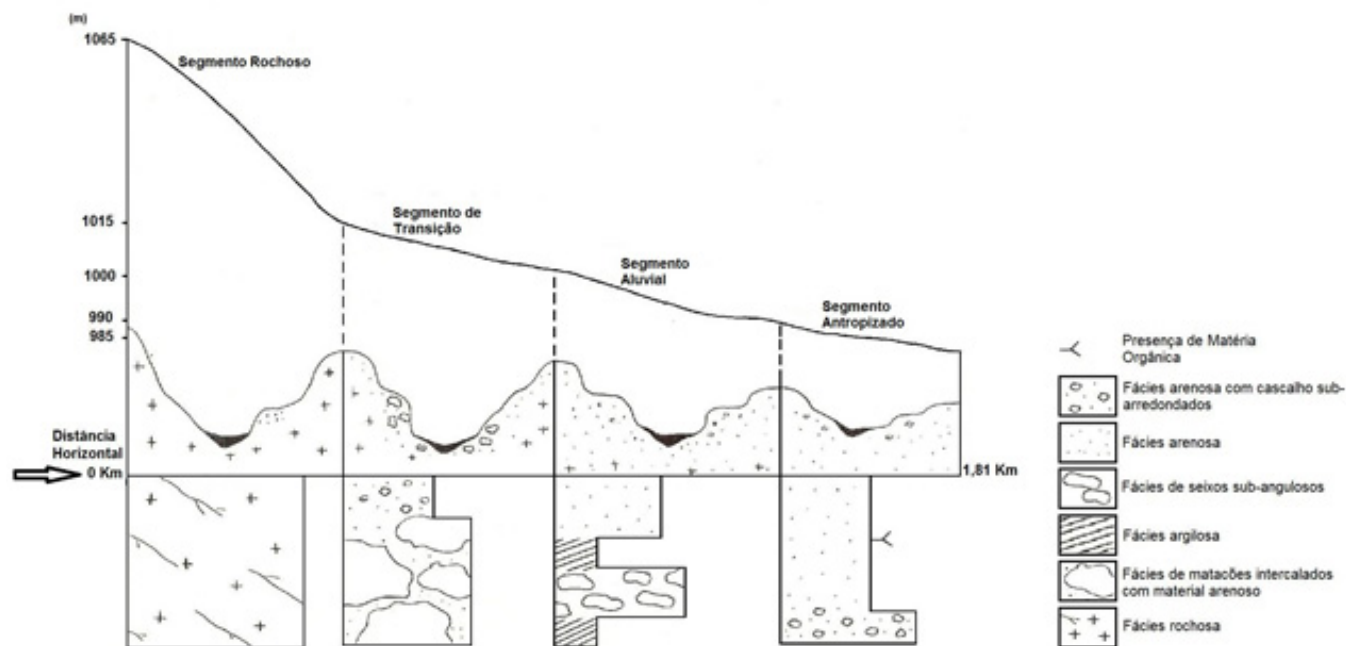 (m)
1065
Segmento Rochoso
1015
Segmento de
Transição
1000
Segmento
Aluvial
990
Segmento
Antropizado
985
Distância
Horizontal
0 Km
1,81 Km
Presença de Matéria
Orgânica
Fácies arenosa com cascalho sub-
arredondados
Fácies arenosa
Fácies de seixos sub-angulosos
Fácies argilosa
Fácies de matacões intercalados
com material arenoso
Fácies rochosa